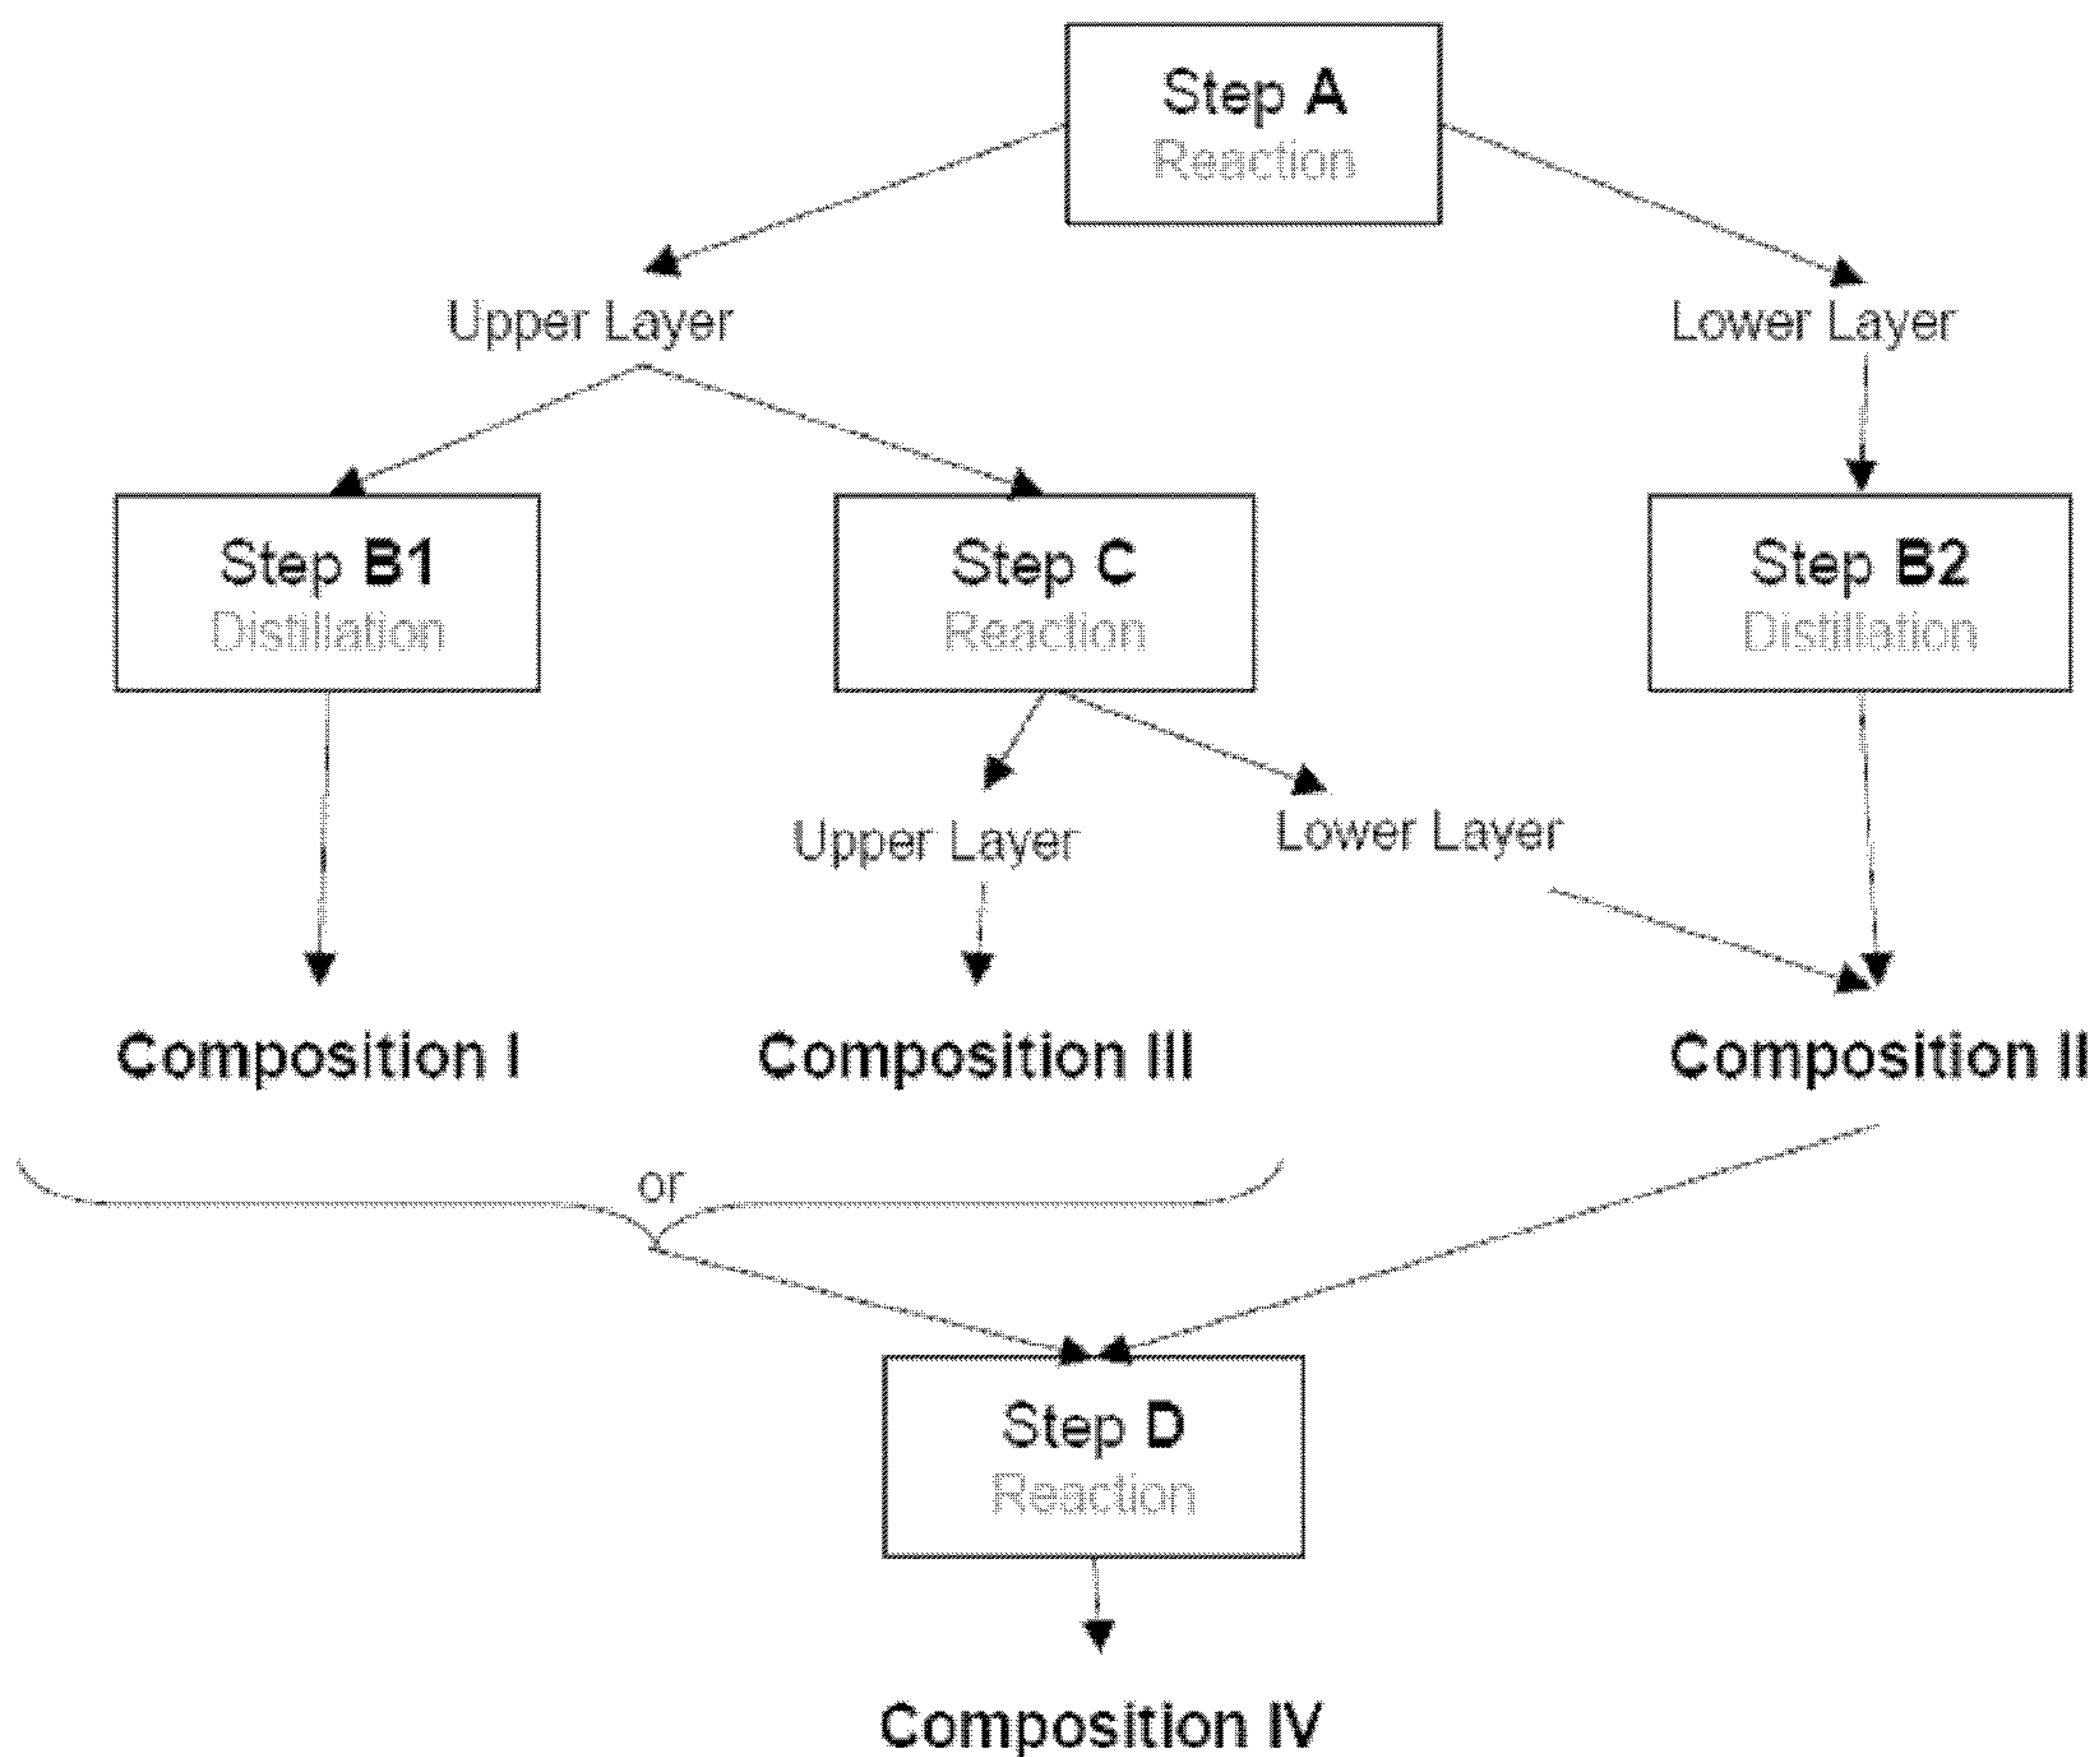 Step A
Reaction
Upper Layer
Lower Layer
Step B1
Distillation
Step C
Reaction
Step B2
Distillation
Upper Layer
Lower Layer
Composition I
Composition III
Composition II
or
Step D
Reaction
Composition IV